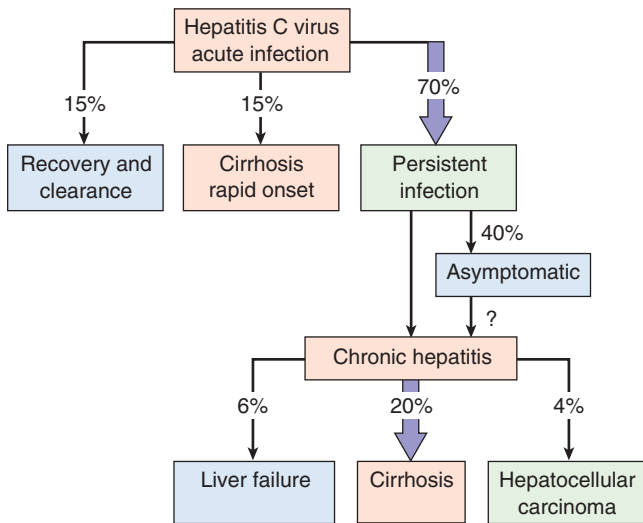 Hepatitis C virus
acute infection
15%
15%
70%
Recovery and
clearance
Cirrhosis
rapid onset
Persistent
infection
40%
Asymptomatic
?
Chronic hepatitis
6%
20%
4%
Liver failure
Cirrhosis
Hepatocellular
carcinoma